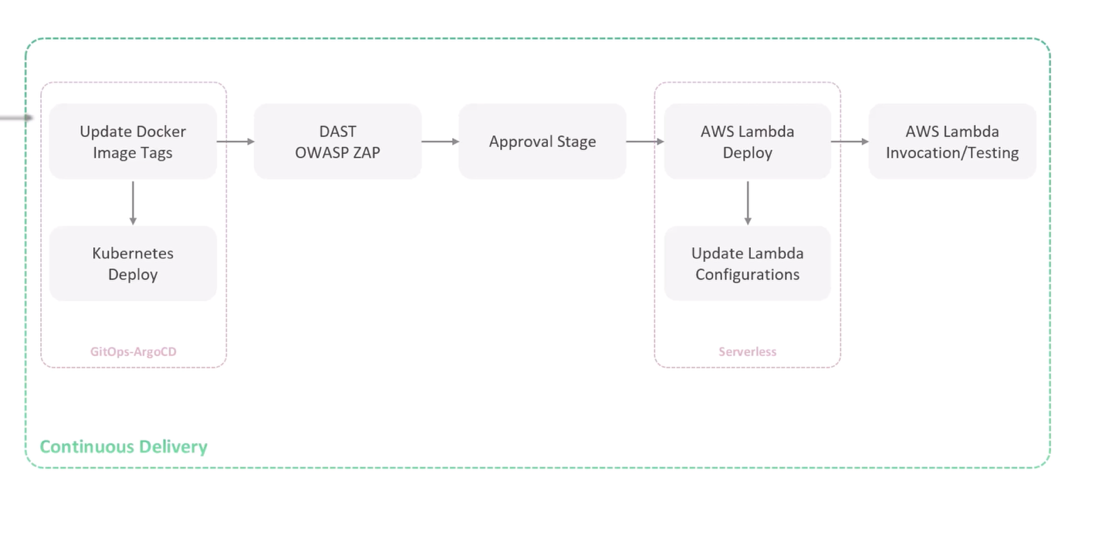 Update Docker
Image Tags
DAST
OWASP ZAP
Approval Stage
AWS Lambda
Deploy
AWS Lambda
Invocation/Testing
Kubernetes
Deploy
Update Lambda
Configurations
GitOps-ArgoCD
Serverless
Continuous Delivery